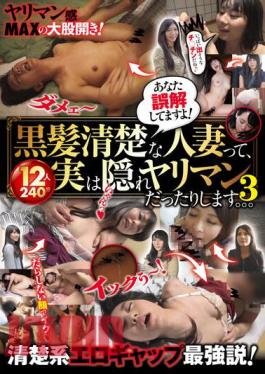 ヤリマン感
MAXの大股開き!
ダメェ〜
あなた
誤解
してますよ!
黒髪清楚な人妻って、
12人
240分
実は隠れヤリマン
だったりします…3
イッグぅ〜!
清楚系エロギャップ最強説!